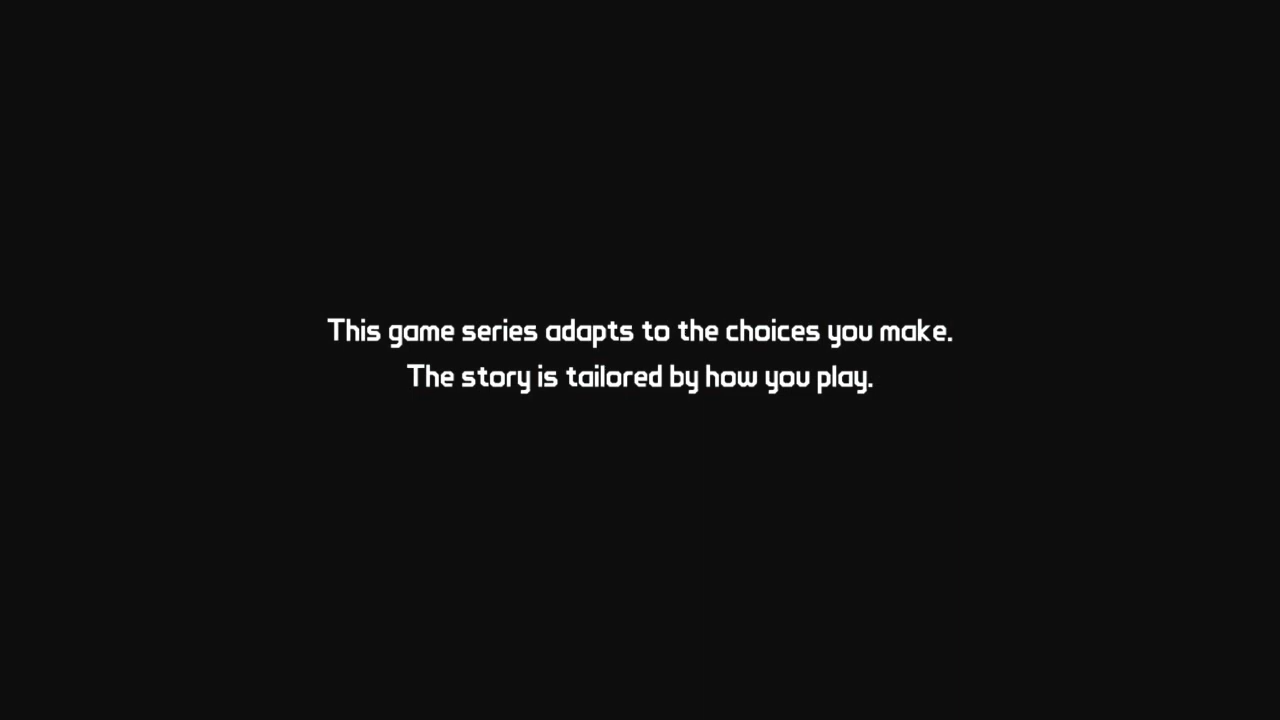 This game series adapts to the choices you make.
The story is tailored by how you play.